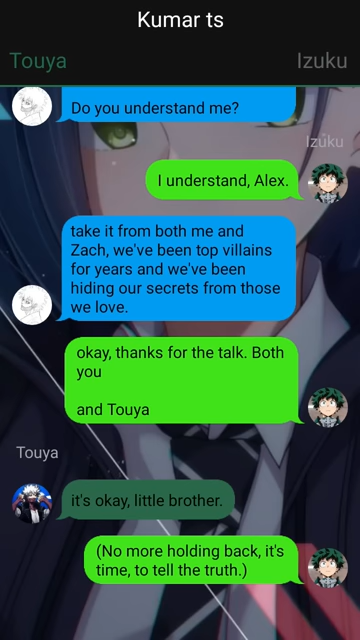 Kumar ts
Touya
Izuku
Do you understand me?
Izuku
I understand, Alex.
take it from both me and
Zach, we've been top villains
for years and we've been
hiding our secrets from those
we love.
okay, thanks for the talk. Both
you
and Touya
Touya
it's okay, little brother.
(No more holding back, it's
time, to tell the truth.)